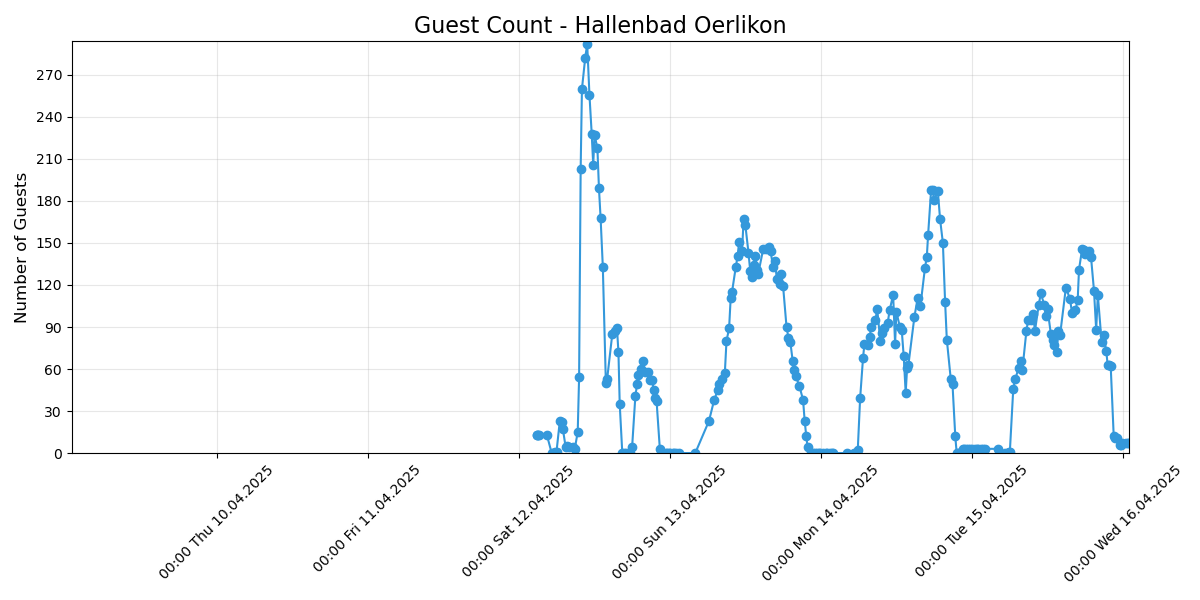 Guest Count - Hallenbad Oerlikon
Number of Guests
270
240
210
180
150
120
90
60
30
0
00:00 Thu 10.04.2025
00:00 Fri 11.04.2025
00:00 Sat 12.04.2025
00:00 Sun 13.04.2025
00:00 Mon 14.04.2025
00:00 Tue 15.04.2025
00:00 Wed 16.04.2025